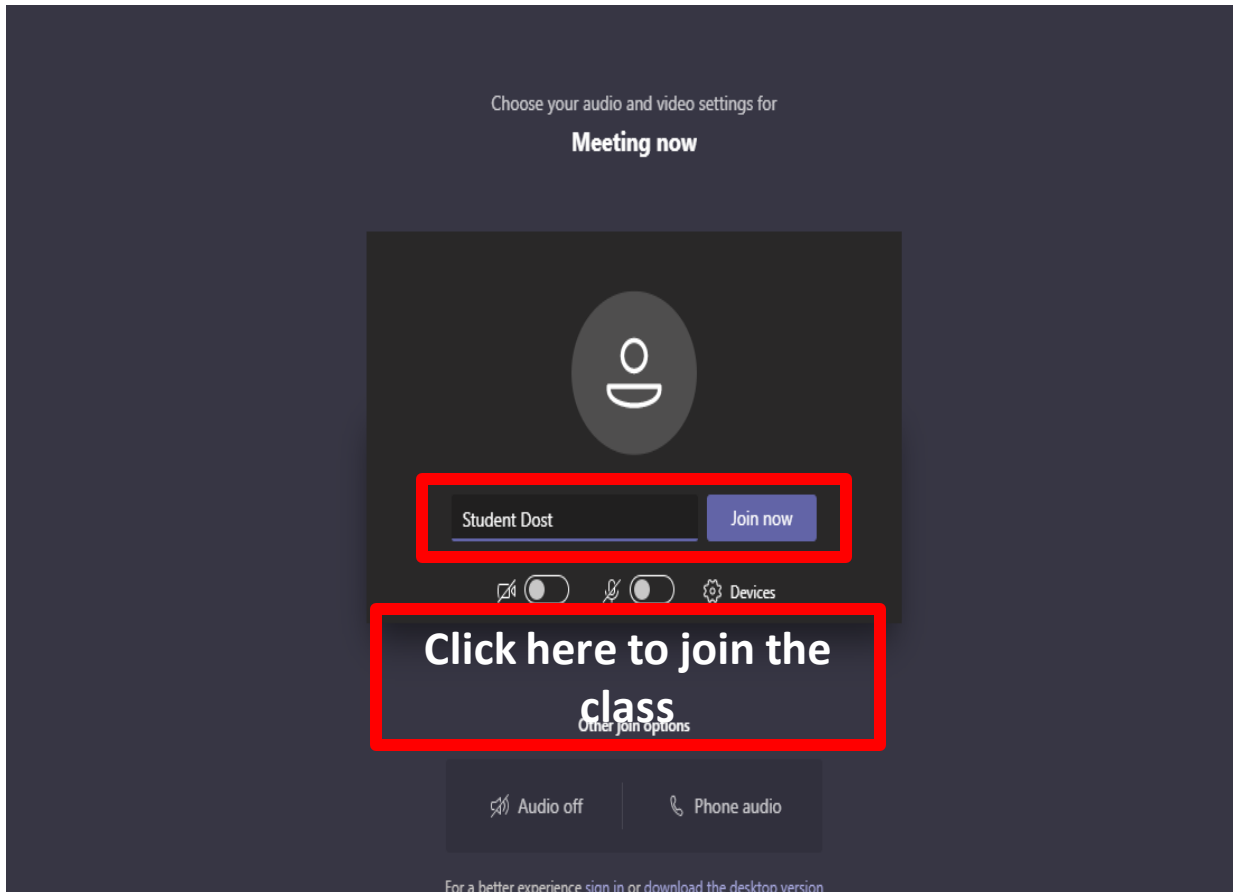 Choose your audio and video settings for
Meeting now
Student Dost
Join now
Devices
Click here to join the
class
Other join options
Audio off
Phone audio
For a better experience sign in or download the desktop version